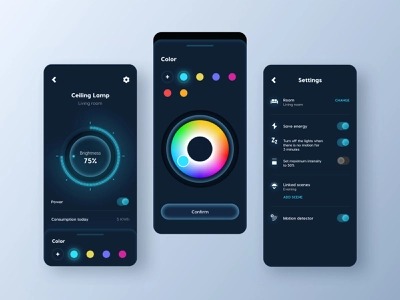 Ceiling Lamp
Living room
Brightness
75%
Power
Consumption today
Color
+
Color
+
Confirm
Settings
Room
Living room
CHANGE
Save energy
Turn off the lights when
there is no motion for
3 minutes
Set maximum intensity
to 50%
Linked scenes
Evening
ADD SCENE
Motion detector